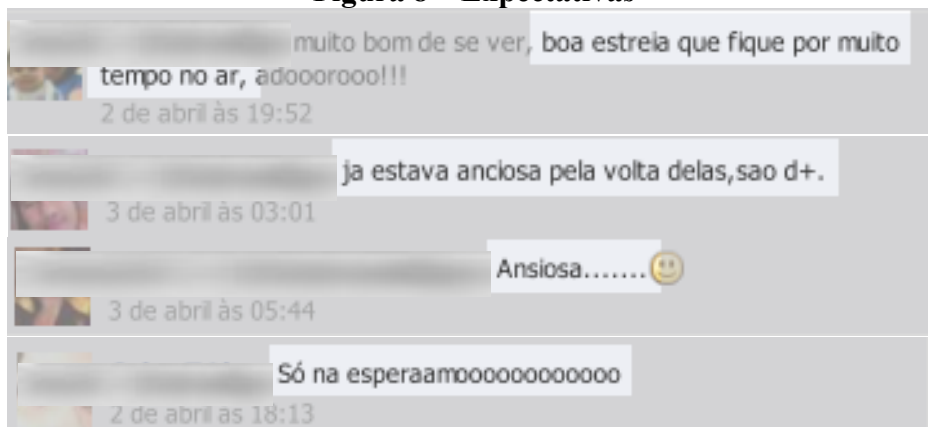 Figura 8 – Expectativas
muito bom de se ver, boa estreia que fique por muito
tempo no ar, adooorooo!!!
2 de abril às 19:52
ja estava anciosa pela volta delas,sao d+.
3 de abril às 03:01
Ansiosa.......
3 de abril às 05:44
Só na esperaamooooooooooooo
2 de abril às 18:13